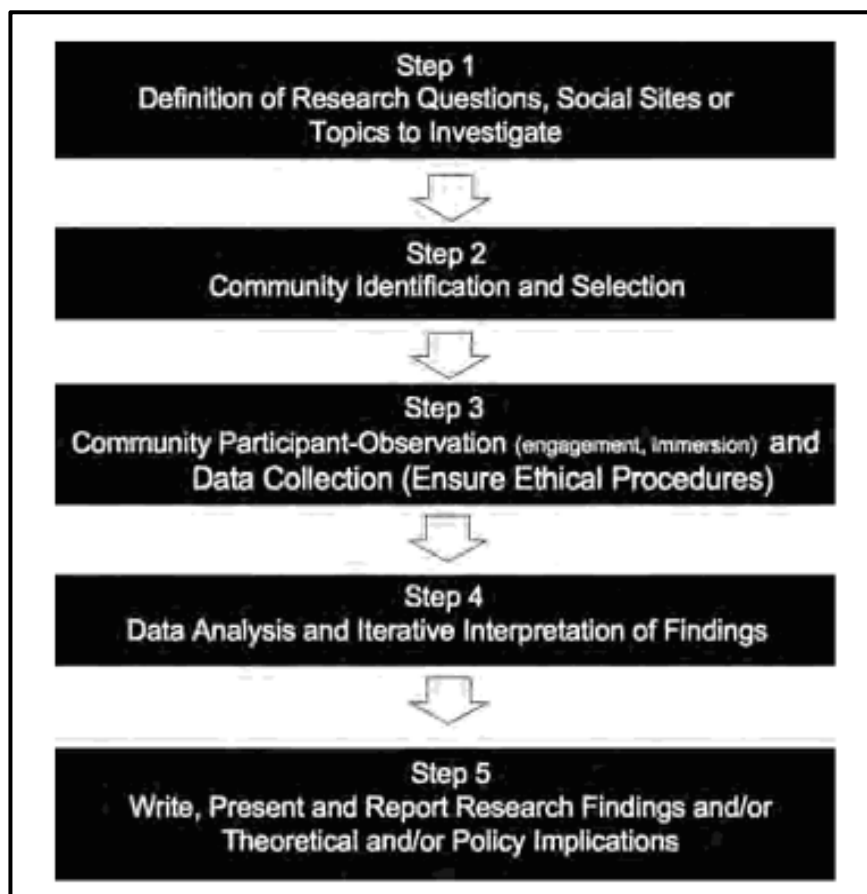 Step 1
Definition of Research Questions, Social Sites or
Topics to Investigate
Step 2
Community Identification and Selection
Step 3
Community Participant-Observation (engagement, immersion) and
Data Collection (Ensure Ethical Procedures)
Step 4
Data Analysis and Iterative Interpretation of Findings
Step 5
Write, Present and Report Research Findings and/or
Theoretical and/or Policy Implications